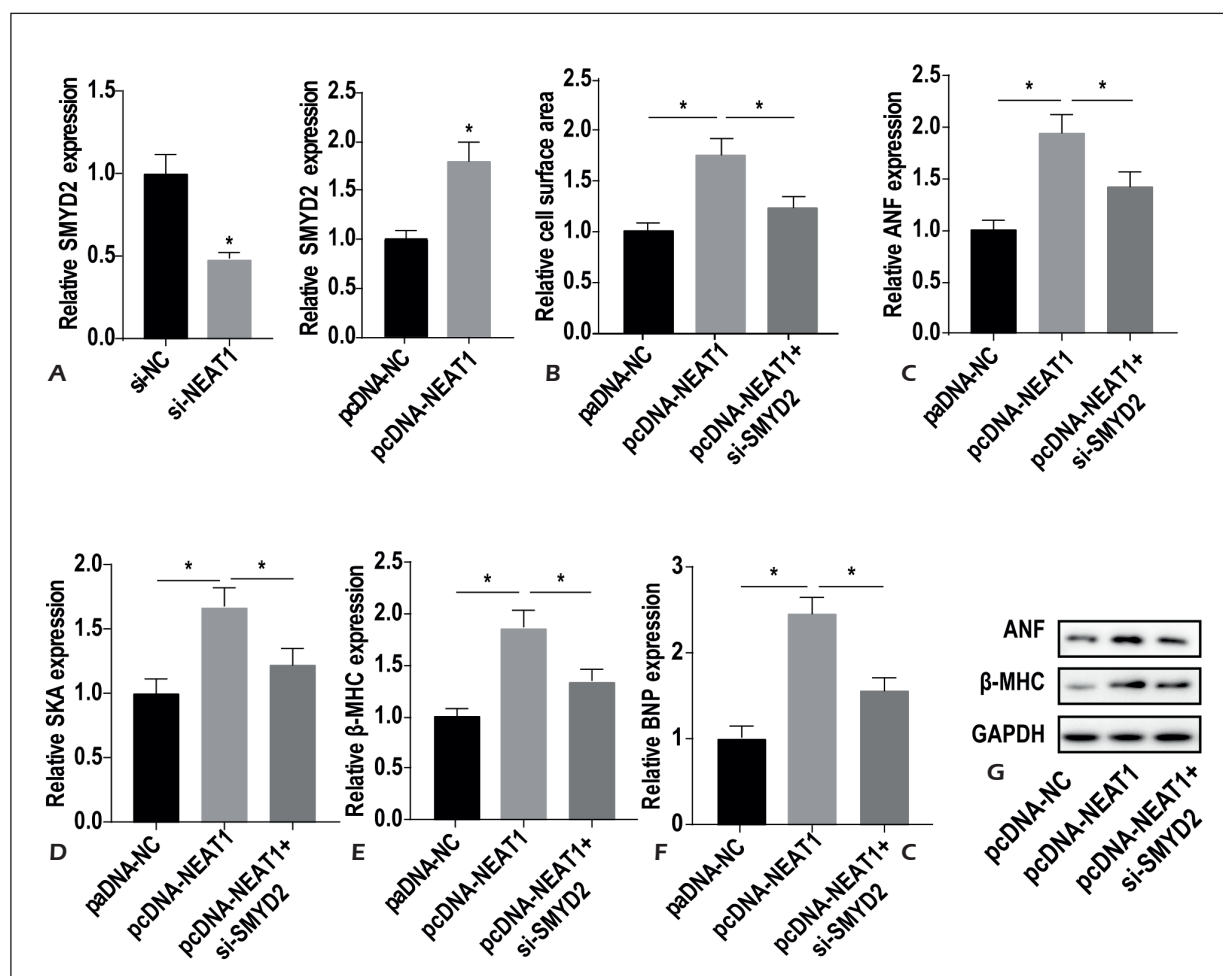 Relative SMYD2 expression
1.5
1.0
0.5
0.0
*
si-NC
si-NEAT1
A
Relative SMYD2 expression
2.5
2.0
1.5
1.0
0.5
0.0
*
pcDNA-NC
pcDNA-NEAT1
Relative cell surface area
2.5
2.0
1.5
1.0
0.5
0.0
*
*
paDNA-NC
pcDNA-NEAT1
pcDNA-NEAT1+
si-SMYD2
B
Relative ANF expression
2.5
2.0
1.5
1.0
0.5
0.0
*
*
paDNA-NC
pcDNA-NEAT1
pcDNA-NEAT1+
si-SMYD2
C
Relative SKA expression
2.0
1.5
1.0
0.5
0.0
*
*
paDNA-NC
pcDNA-NEAT1
pcDNA-NEAT1+
si-SMYD2
D
Relative β-MHC expression
2.5
2.0
1.5
1.0
0.5
0.0
*
*
paDNA-NC
pcDNA-NEAT1
pcDNA-NEAT1+
si-SMYD2
E
Relative BNP expression
3
2
1
0
*
*
paDNA-NC
pcDNA-NEAT1
pcDNA-NEAT1+
si-SMYD2
F
C
ANF
β-MHC
GAPDH
G
pcDNA-NC
pcDNA-NEAT1
pcDNA-NEAT1+
si-SMYD2